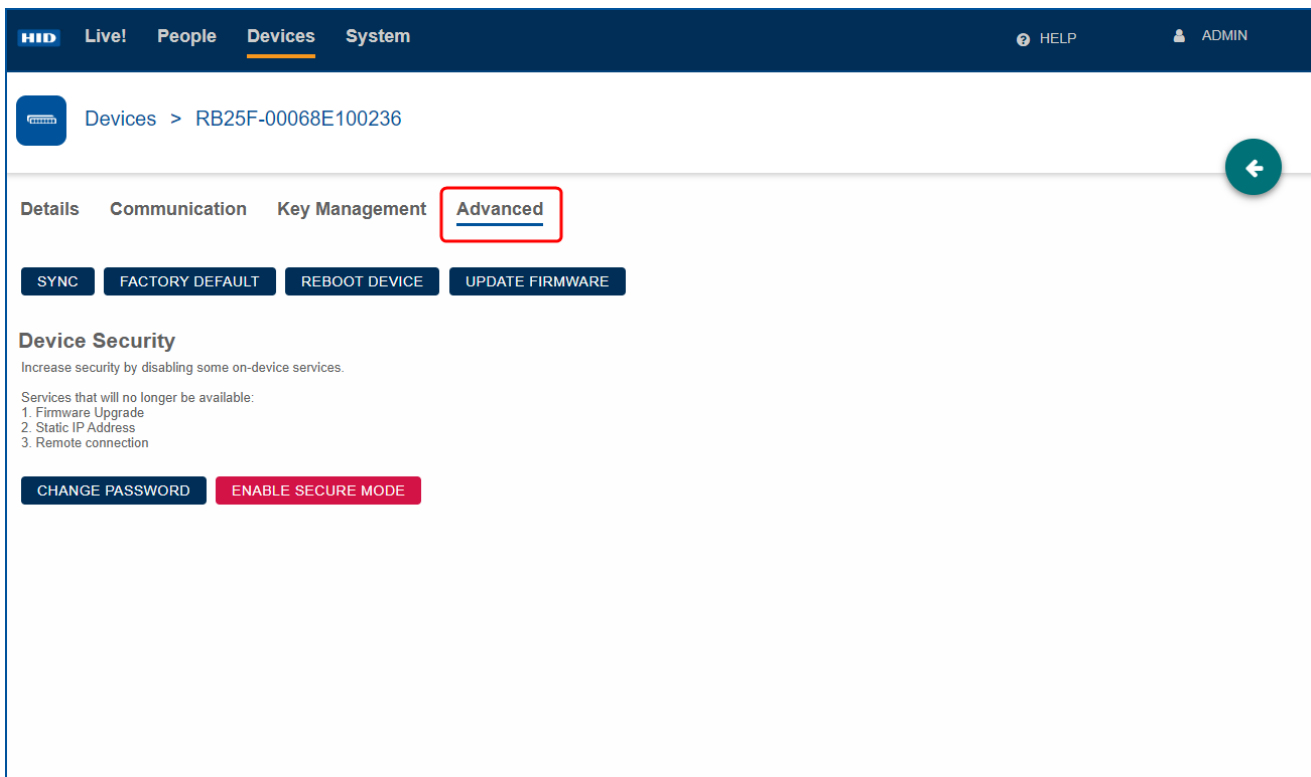 HID Live! People Devices System HELP ADMIN
Devices > RB25F-00068E100236
Details Communication Key Management Advanced
SYNC FACTORY DEFAULT REBOOT DEVICE UPDATE FIRMWARE
Device Security
Increase security by disabling some on-device services.
Services that will no longer be available:
1. Firmware Upgrade
2. Static IP Address
3. Remote connection
CHANGE PASSWORD ENABLE SECURE MODE